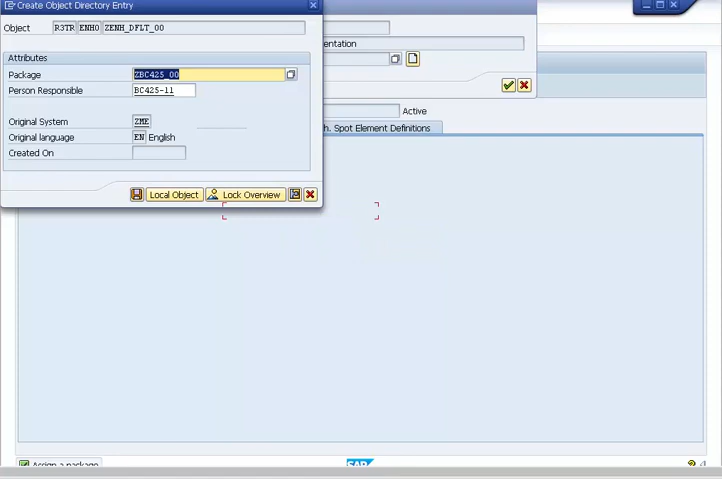 Create Object Directory Entry
Object R3TR ENHO ZENH_DFLT_00
entation
Attributes
Package ZBC425_00
Person Responsible BC425-11
Active
Original System ZME
h. Spot Element Definitions
Original language EN English
Created On
Local Object Lock Overview
Assign a package
SAP